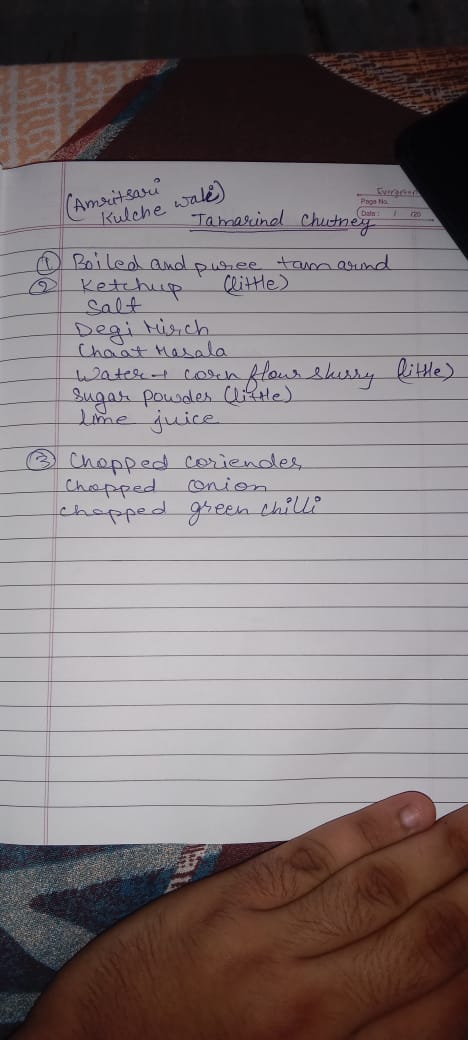 Evergreen
Page No.
Date : / /20
(Amritsari
Kulche wale)
Tamarind Chutney
① Boiled and puree tamarind
② Ketchup (little)
Salt
Degi Mirch
Chaat Masala
Water + corn flour slurry (little)
Sugar powder (little)
lime juice
③ Chopped coriender
Chopped onion
chopped green chilli